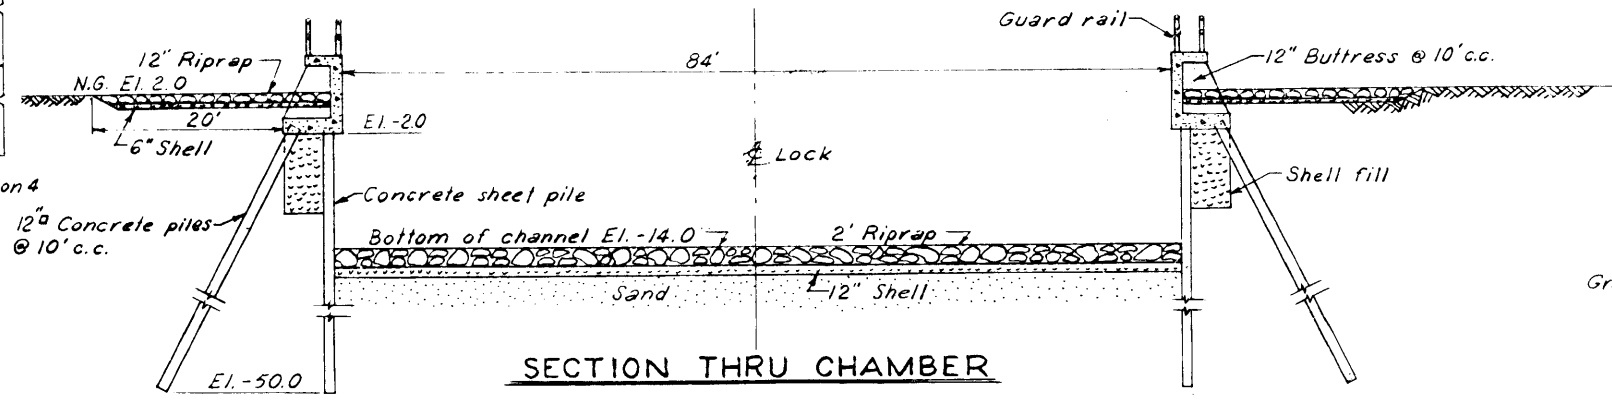 Guard rail
12" Riprap
84'
12" Buttress @ 10' c.c.
N.G. El. 2.0
20'
El.-2.0
6" Shell
℄ Lock
on 4
Concrete sheet pile
Shell fill
12"□ Concrete piles
@ 10' c.c.
Bottom of channel El.-14.0
2' Riprap
Sand
12" Shell
Gr
SECTION THRU CHAMBER
El.-50.0